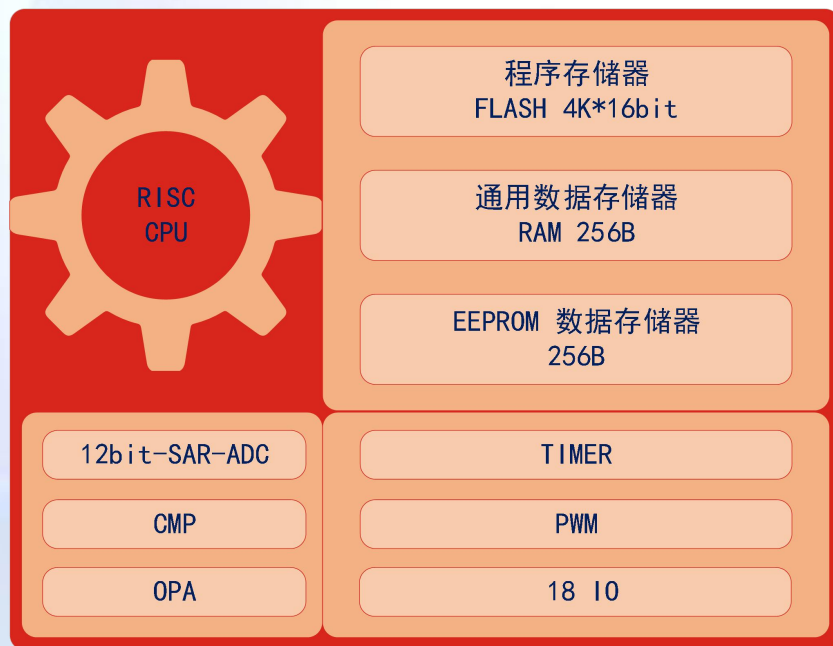 RISC
CPU
程序存储器
FLASH 4K*16bit
通用数据存储器
RAM 256B
EEPROM 数据存储器
256B
12bit-SAR-ADC
CMP
OPA
TIMER
PWM
18 IO